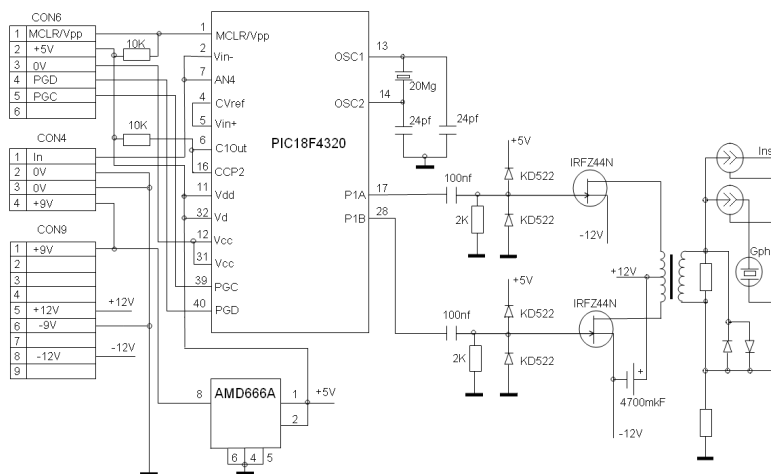 CON6
1 MCLR/Vpp
2 +5V
3 0V
4 PGD
5 PGC
6
10K
CON4
1 In
2 0V
3 0V
4 +9V
10K
CON9
1 +9V
2
3
4
5 +12V
6 -9V
7
8 -12V
9
+12V
-12V
1 MCLR/Vpp
2 Vin-
7 AN4
4 CVref
5 Vin+
6 C1Out
16 CCP2
11 Vdd
32 Vd
12 Vcc
31 Vcc
39 PGC
40 PGD
PIC18F4320
OSC1 13
OSC2 14
P1A 17
P1B 28
20Mg
24pf
24pf
AMD666A
8
1
2
6 4 5
+5V
100nf
2K
+5V
KD522
KD522
IRFZ44N
-12V
+12V
100nf
2K
+5V
KD522
KD522
IRFZ44N
+
4700mkF
-12V
Ins
Gph